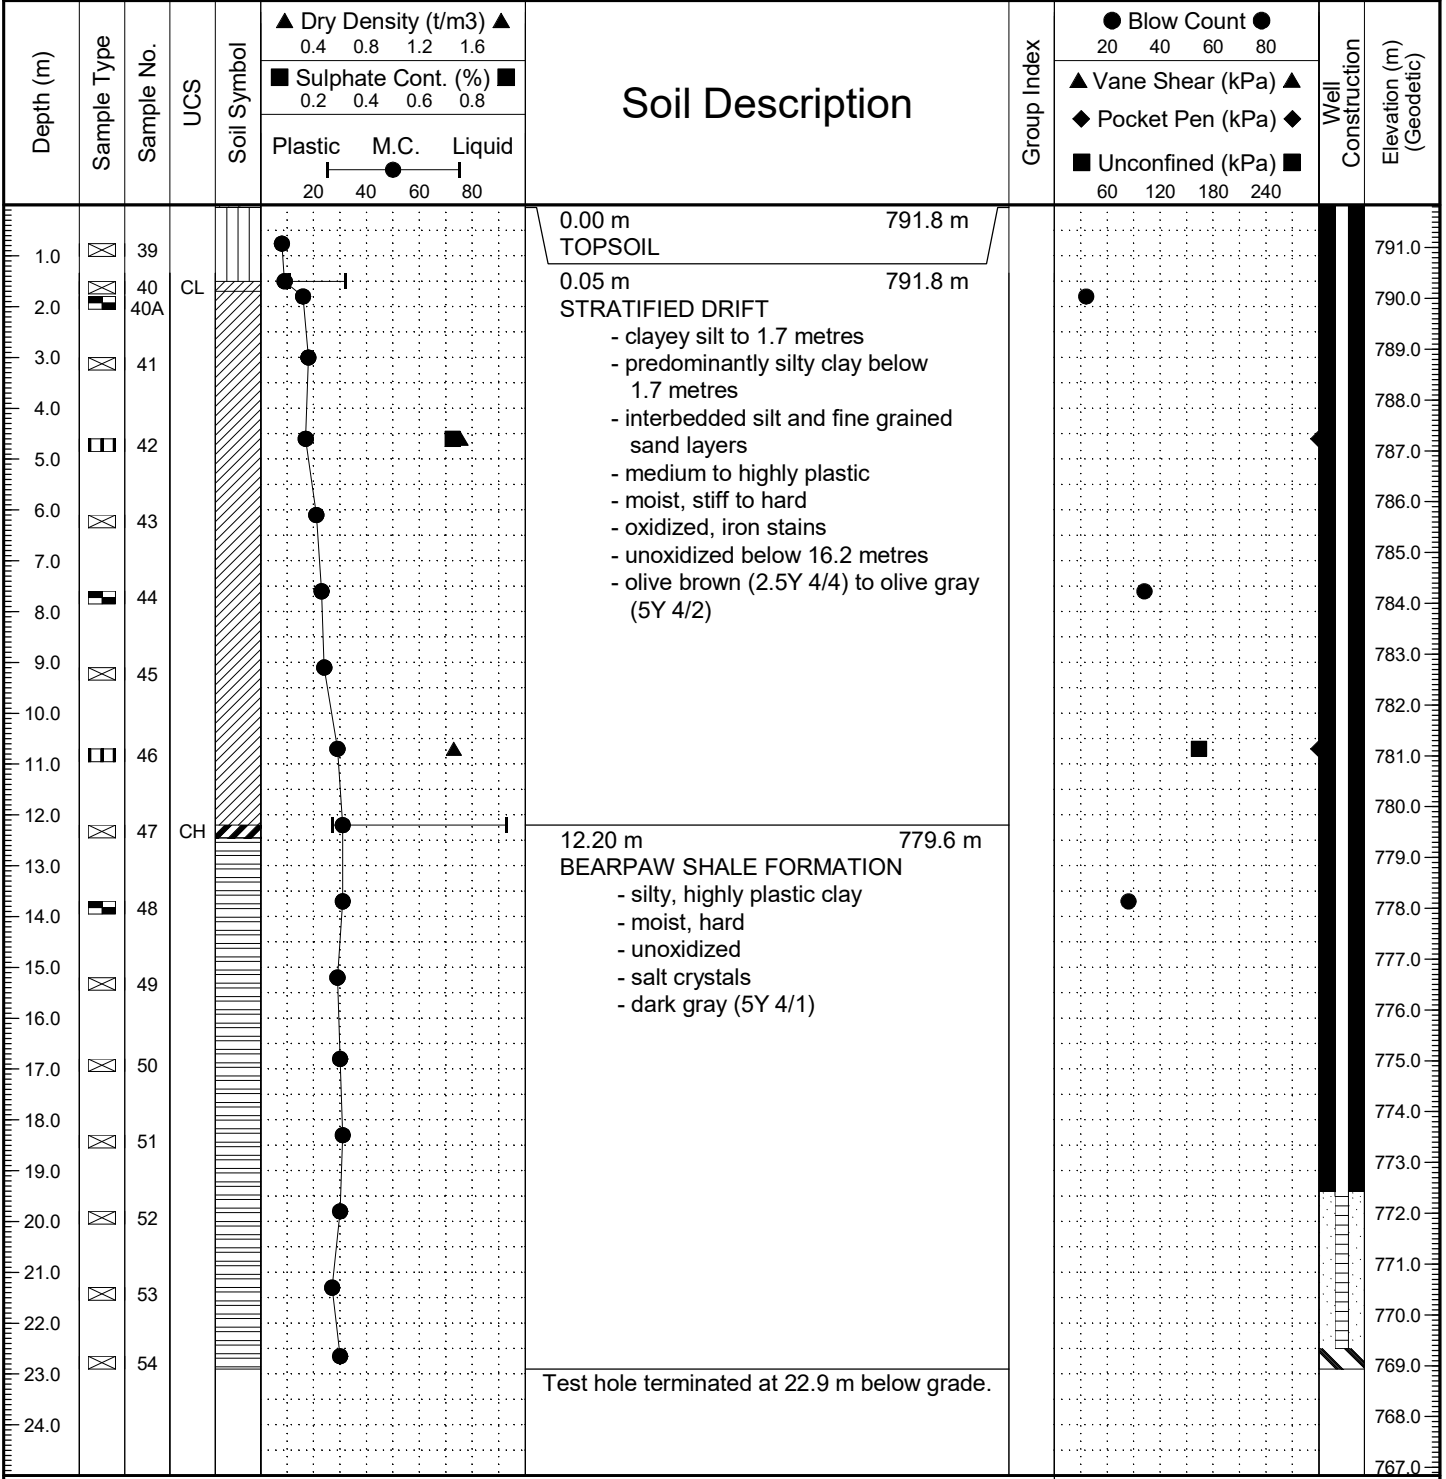 Depth (m)
Sample Type
Sample No.
UCS
Soil Symbol
▲ Dry Density (t/m3) ▲
0.4 0.8 1.2 1.6
■ Sulphate Cont. (%) ■
0.2 0.4 0.6 0.8
Plastic M.C. Liquid
20 40 60 80
Soil Description
Group Index
● Blow Count ●
20 40 60 80
▲ Vane Shear (kPa) ▲
◆ Pocket Pen (kPa) ◆
■ Unconfined (kPa) ■
60 120 180 240
Well
Construction
Elevation (m)
(Geodetic)
1.0
2.0
3.0
4.0
5.0
6.0
7.0
8.0
9.0
10.0
11.0
12.0
13.0
14.0
15.0
16.0
17.0
18.0
19.0
20.0
21.0
22.0
23.0
24.0
39
40
40A
41
42
43
44
45
46
47
48
49
50
51
52
53
54
CL
CH
0.00 m 791.8 m
TOPSOIL
0.05 m 791.8 m
STRATIFIED DRIFT
- clayey silt to 1.7 metres
- predominantly silty clay below
1.7 metres
- interbedded silt and fine grained
sand layers
- medium to highly plastic
- moist, stiff to hard
- oxidized, iron stains
- unoxidized below 16.2 metres
- olive brown (2.5Y 4/4) to olive gray
(5Y 4/2)
12.20 m 779.6 m
BEARPAW SHALE FORMATION
- silty, highly plastic clay
- moist, hard
- unoxidized
- salt crystals
- dark gray (5Y 4/1)
Test hole terminated at 22.9 m below grade.
791.0
790.0
789.0
788.0
787.0
786.0
785.0
784.0
783.0
782.0
781.0
780.0
779.0
778.0
777.0
776.0
775.0
774.0
773.0
772.0
771.0
770.0
769.0
768.0
767.0